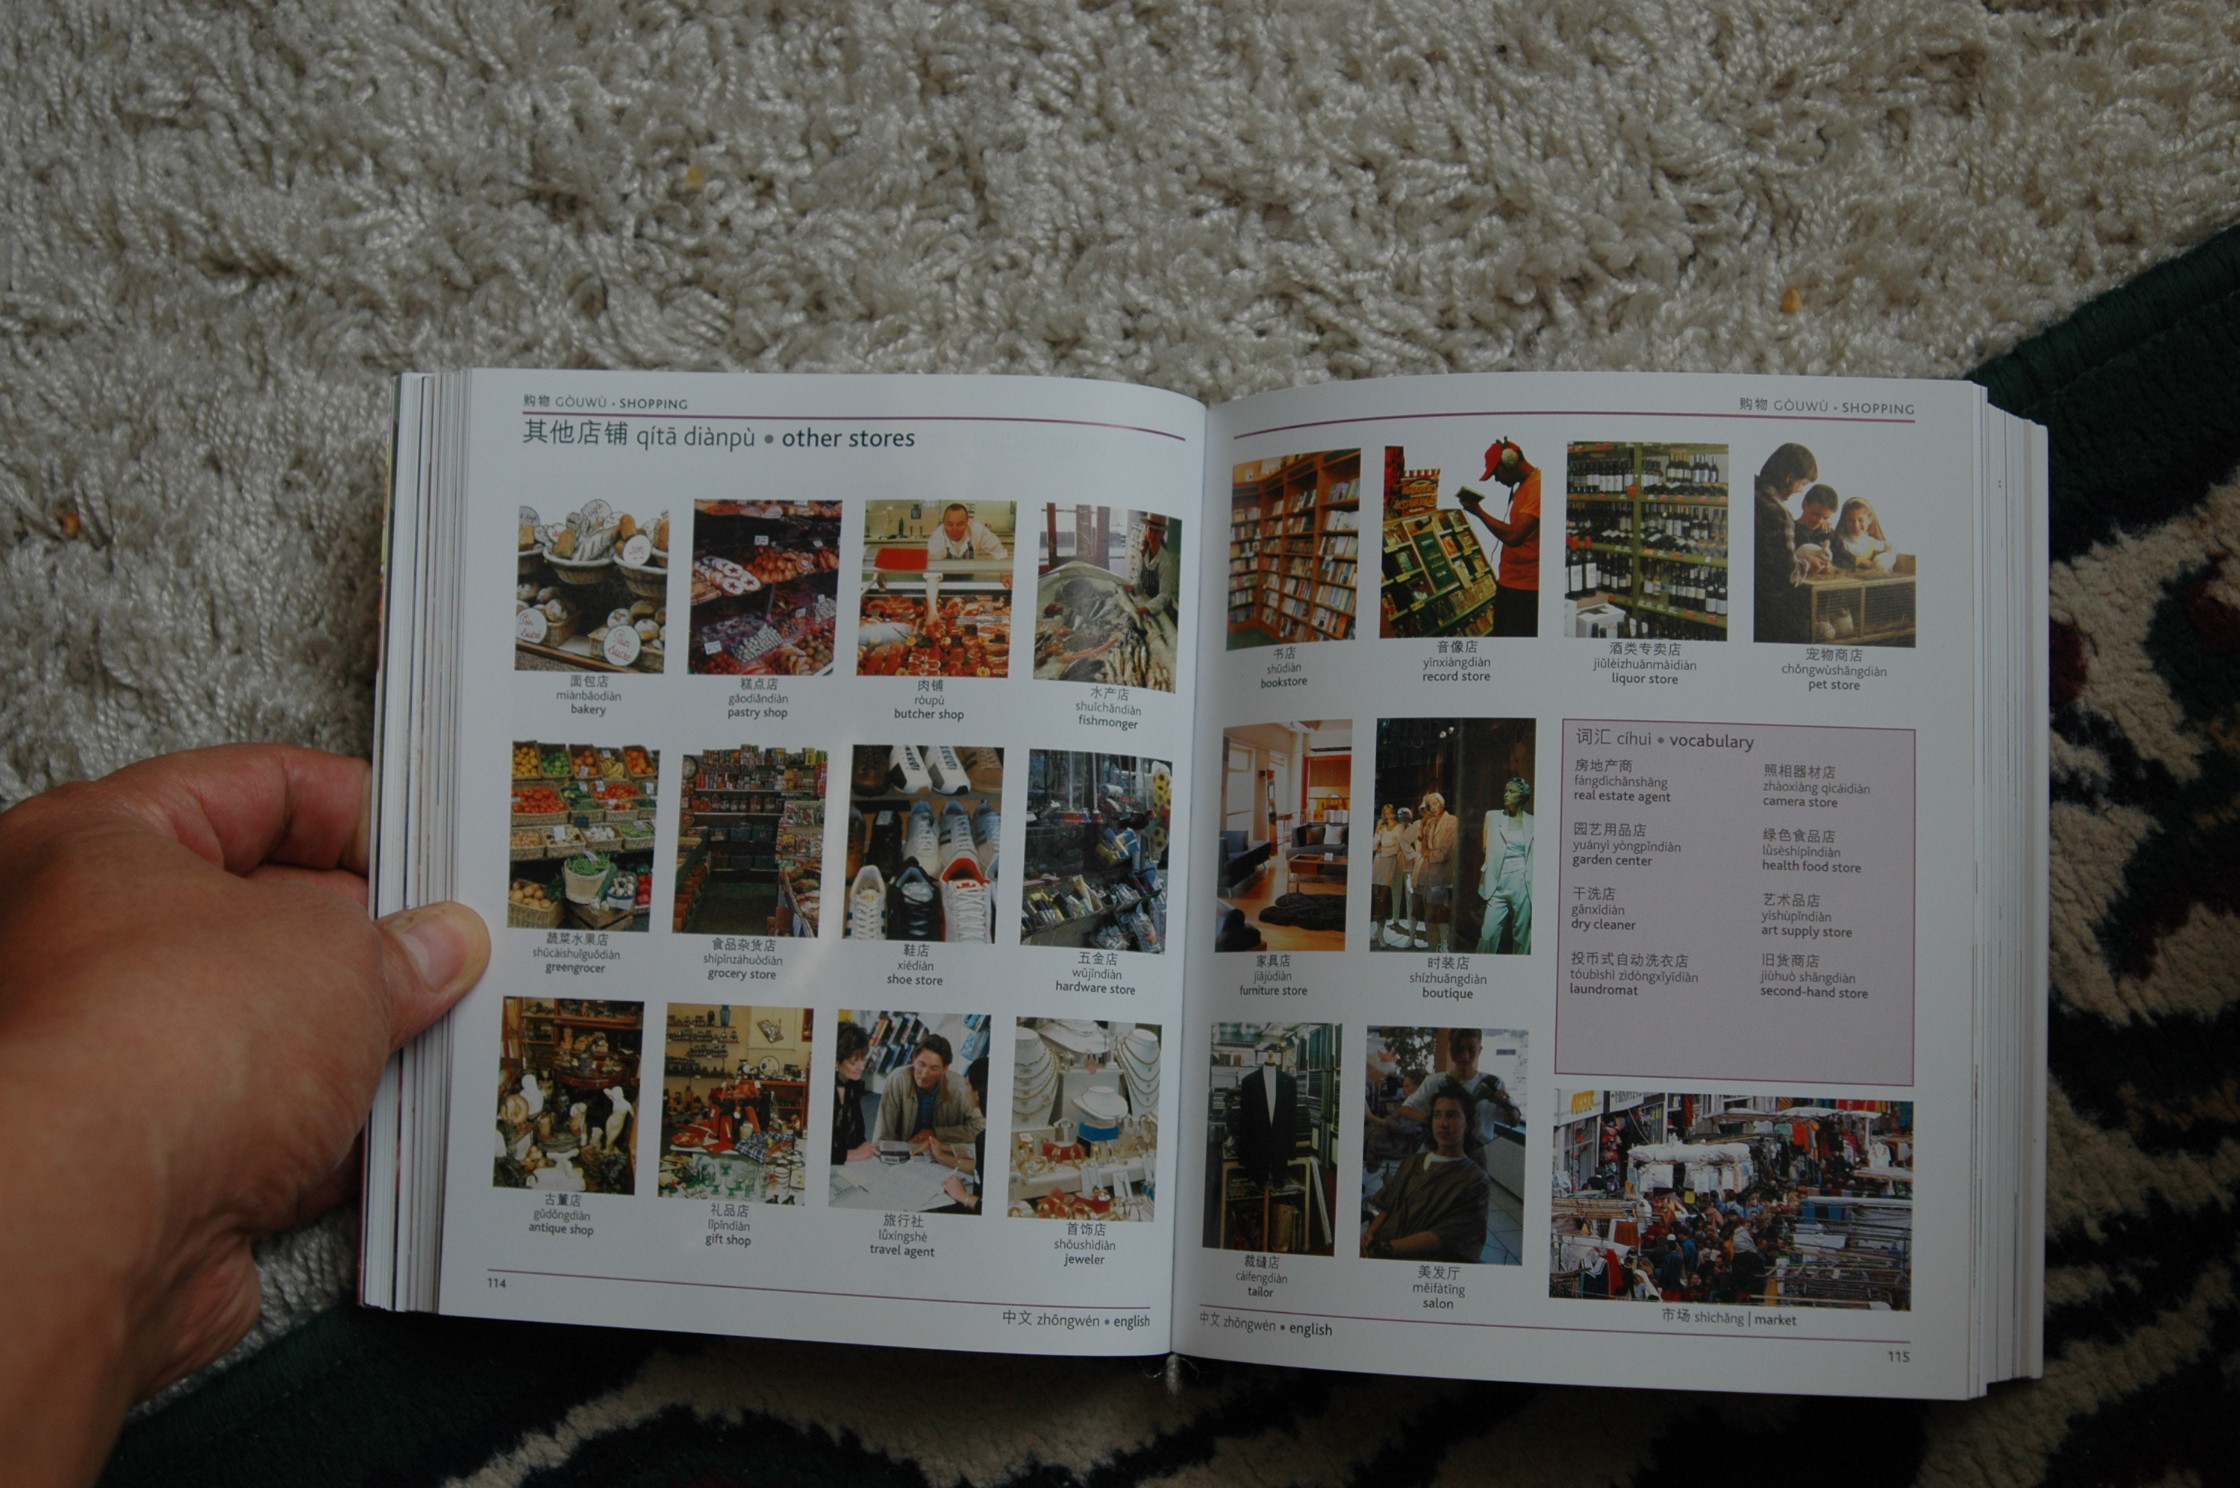 购物 GÒUWÙ • SHOPPING
其他店铺 qítā diànpù • other stores
面包店
miànbāodiàn
bakery
糕点店
gāodiǎndiàn
pastry shop
肉铺
ròupù
butcher shop
水产店
shuǐchǎndiàn
fishmonger
蔬菜水果店
shūcàishuǐguǒdiàn
greengrocer
食品杂货店
shípǐnzáhuòdiàn
grocery store
鞋店
xiédiàn
shoe store
五金店
wǔjīndiàn
hardware store
古董店
gǔdǒngdiàn
antique shop
礼品店
lǐpǐndiàn
gift shop
旅行社
lǚxíngshè
travel agent
首饰店
shǒushìdiàn
jeweler
114
中文 zhōngwén • english
购物 GÒUWÙ • SHOPPING
书店
shūdiàn
bookstore
音像店
yīnxiàngdiàn
record store
酒类专卖店
jiǔlèizhuānmàidiàn
liquor store
宠物商店
chǒngwùshāngdiàn
pet store
家具店
jiājùdiàn
furniture store
时装店
shízhuāngdiàn
boutique
词汇 cíhuì • vocabulary
房地产商
fángdìchǎnshāng
real estate agent
园艺用品店
yuányì yòngpǐndiàn
garden center
干洗店
gānxǐdiàn
dry cleaner
投币式自动洗衣店
tóubìshì zìdòngxǐyīdiàn
laundromat
照相器材店
zhàoxiàng qìcáidiàn
camera store
绿色食品店
lǜsèshípǐndiàn
health food store
艺术品店
yìshùpǐndiàn
art supply store
旧货商店
jiùhuò shāngdiàn
second-hand store
裁缝店
cáifengdiàn
tailor
美发厅
měifàtīng
salon
市场 shìchǎng | market
中文 zhōngwén • english
115